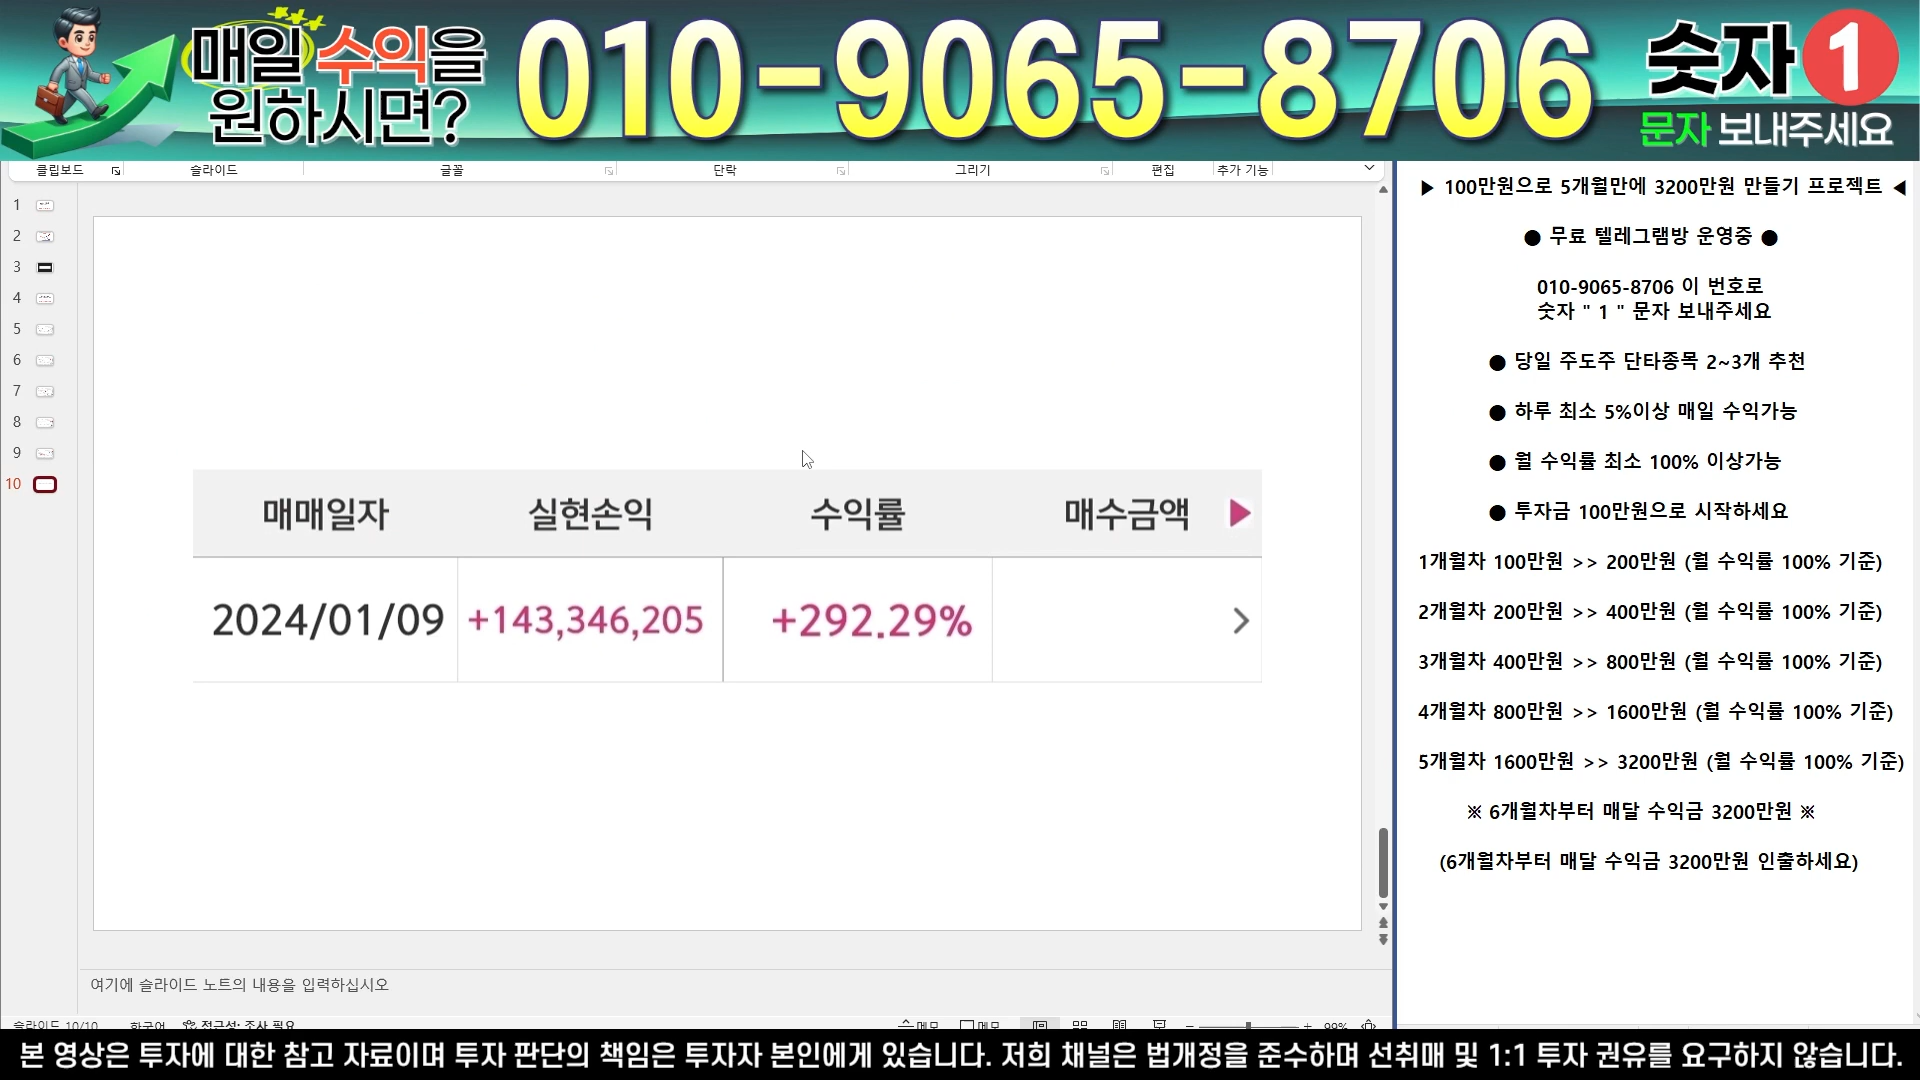 매일 수익을
원하시면?
010-9065-8706
숫자 1
문자 보내주세요
클립보드 슬라이드 글꼴 단락 그리기 편집 추가 기능
1
2
3
4
5
6
7
8
9
10
매매일자 실현손익 수익률 매수금액 ▶
2024/01/09 +143,346,205 +292.29% >
여기에 슬라이드 노트의 내용을 입력하십시오
슬라이드 10/10 한국어 접근성: 조사 필요 메모 메모 99%
▶ 100만원으로 5개월만에 3200만원 만들기 프로젝트 ◀
● 무료 텔레그램방 운영중 ●
010-9065-8706 이 번호로
숫자 " 1 " 문자 보내주세요
● 당일 주도주 단타종목 2~3개 추천
● 하루 최소 5%이상 매일 수익가능
● 월 수익률 최소 100% 이상가능
● 투자금 100만원으로 시작하세요
1개월차 100만원 >> 200만원 (월 수익률 100% 기준)
2개월차 200만원 >> 400만원 (월 수익률 100% 기준)
3개월차 400만원 >> 800만원 (월 수익률 100% 기준)
4개월차 800만원 >> 1600만원 (월 수익률 100% 기준)
5개월차 1600만원 >> 3200만원 (월 수익률 100% 기준)
※ 6개월차부터 매달 수익금 3200만원 ※
(6개월차부터 매달 수익금 3200만원 인출하세요)
본 영상은 투자에 대한 참고 자료이며 투자 판단의 책임은 투자자 본인에게 있습니다. 저희 채널은 법개정을 준수하며 선취매 및 1:1 투자 권유를 요구하지 않습니다.